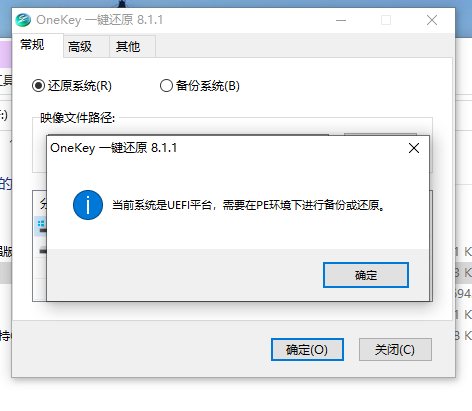 OneKey 一键还原 8.1.1
常规 高级 其他
还原系统(R) 备份系统(B)
映像文件路径:
OneKey 一键还原 8.1.1
当前系统是UEFI平台，需要在PE环境下进行备份或还原。
确定
确定(O) 关闭(C)